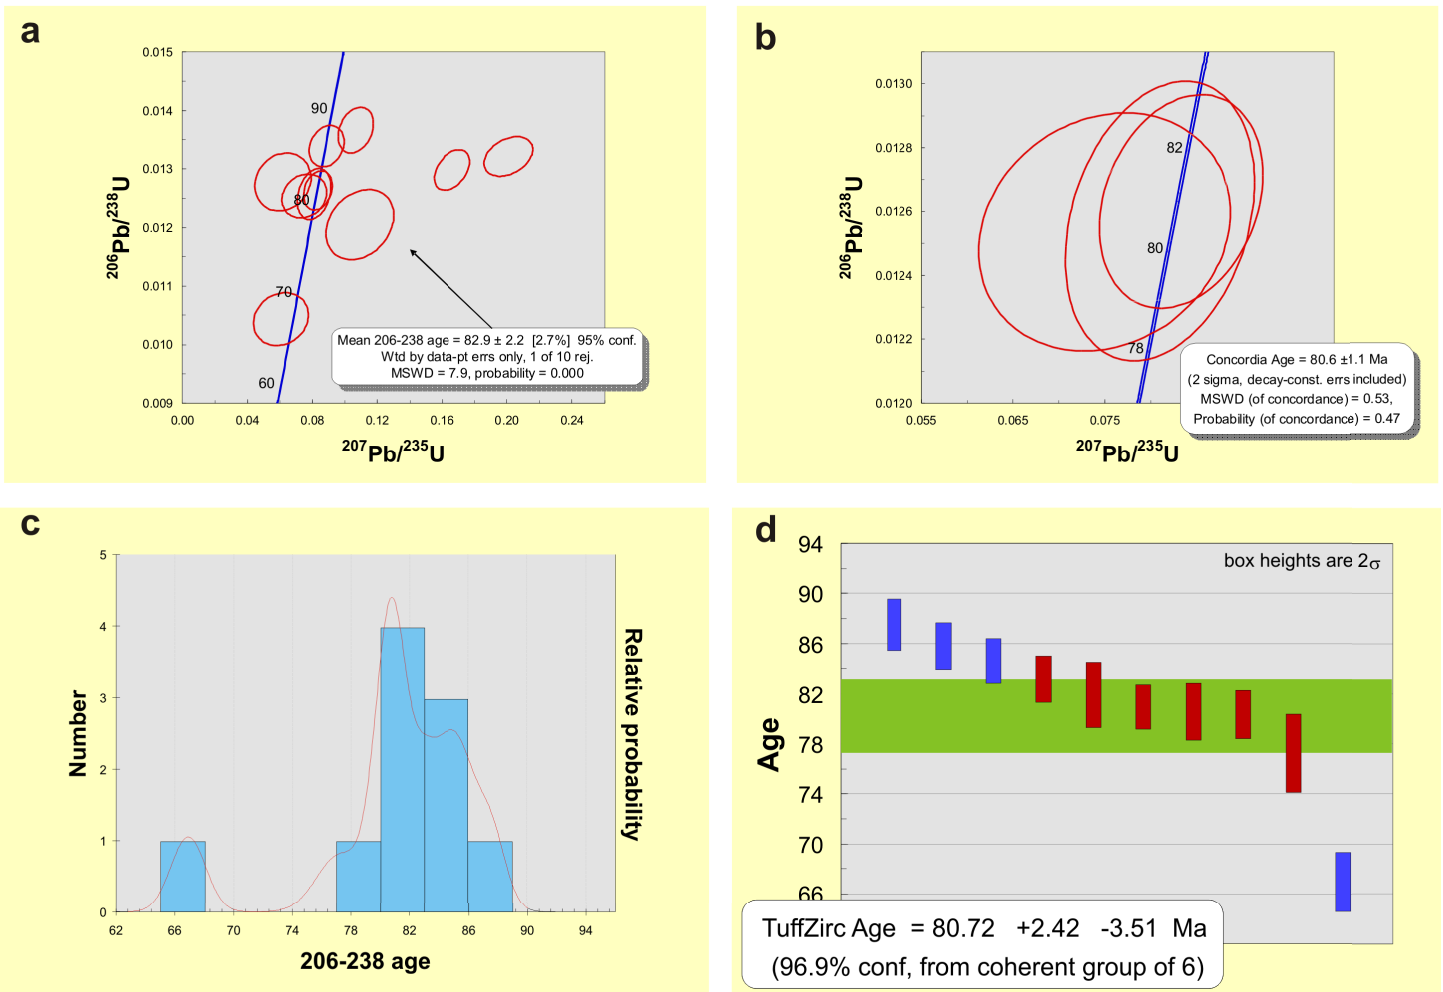 a
0.015
0.014
0.013
0.012
0.011
0.010
0.009
206Pb/238U
90
80
70
60
Mean 206-238 age = 82.9 ± 2.2 [2.7%] 95% conf.
Wtd by data-pt errs only, 1 of 10 rej.
MSWD = 7.9, probability = 0.000
0.00 0.04 0.08 0.12 0.16 0.20 0.24
207Pb/235U
b
0.0130
0.0128
0.0126
0.0124
0.0122
0.0120
206Pb/238U
82
80
78
Concordia Age = 80.6 ±1.1 Ma
(2 sigma, decay-const. errs included)
MSWD (of concordance) = 0.53,
Probability (of concordance) = 0.47
0.055 0.065 0.075
207Pb/235U
c
5
4
3
2
1
0
Number
Relative probability
62 66 70 74 78 82 86 90 94
206-238 age
d
94
90
86
82
78
74
70
66
Age
box heights are 2σ
TuffZirc Age = 80.72 +2.42 -3.51 Ma
(96.9% conf, from coherent group of 6)